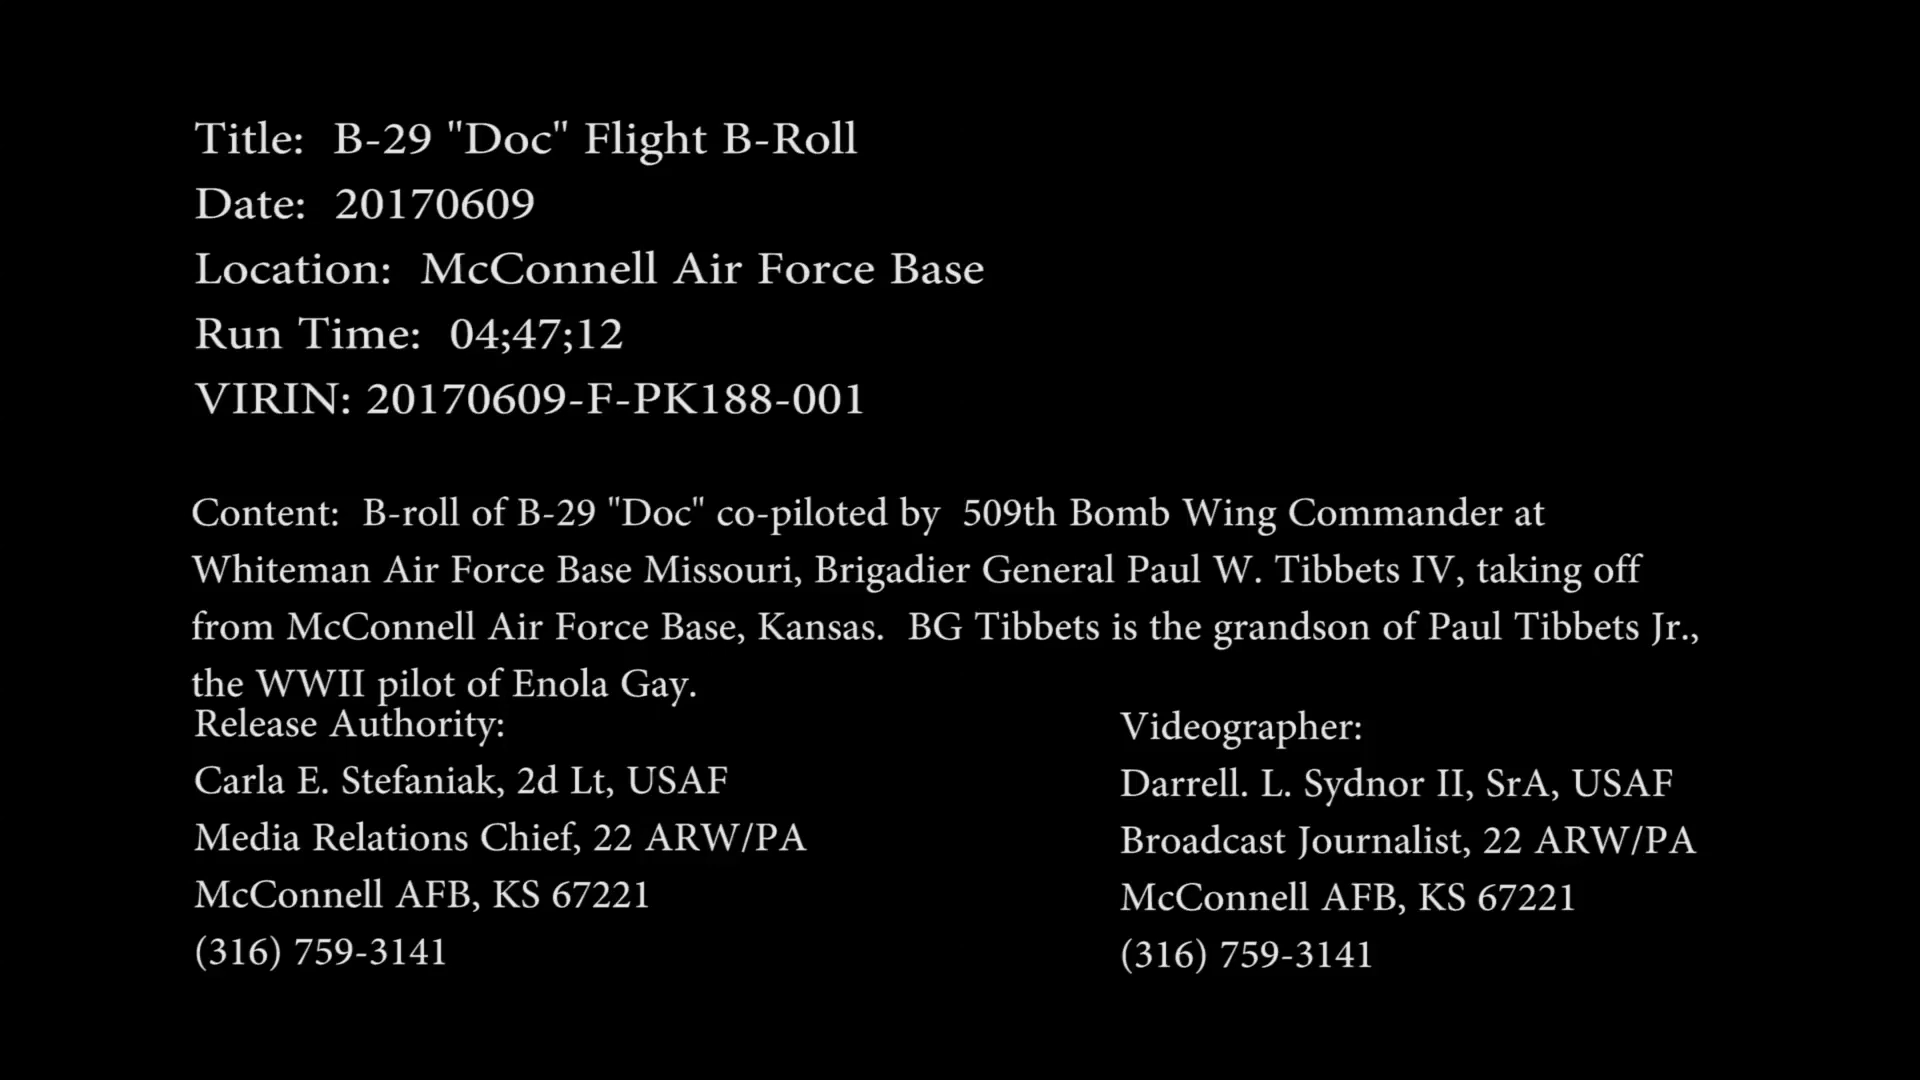 Title:  B-29 "Doc" Flight B-Roll
Date:  20170609
Location:  McConnell Air Force Base
Run Time:  04;47;12
VIRIN: 20170609-F-PK188-001
Content:  B-roll of B-29 "Doc" co-piloted by  509th Bomb Wing Commander at
Whiteman Air Force Base Missouri, Brigadier General Paul W. Tibbets IV, taking off
from McConnell Air Force Base, Kansas.  BG Tibbets is the grandson of Paul Tibbets Jr.,
the WWII pilot of Enola Gay.
Release Authority:
Carla E. Stefaniak, 2d Lt, USAF
Media Relations Chief, 22 ARW/PA
McConnell AFB, KS 67221
(316) 759-3141
Videographer:
Darrell. L. Sydnor II, SrA, USAF
Broadcast Journalist, 22 ARW/PA
McConnell AFB, KS 67221
(316) 759-3141